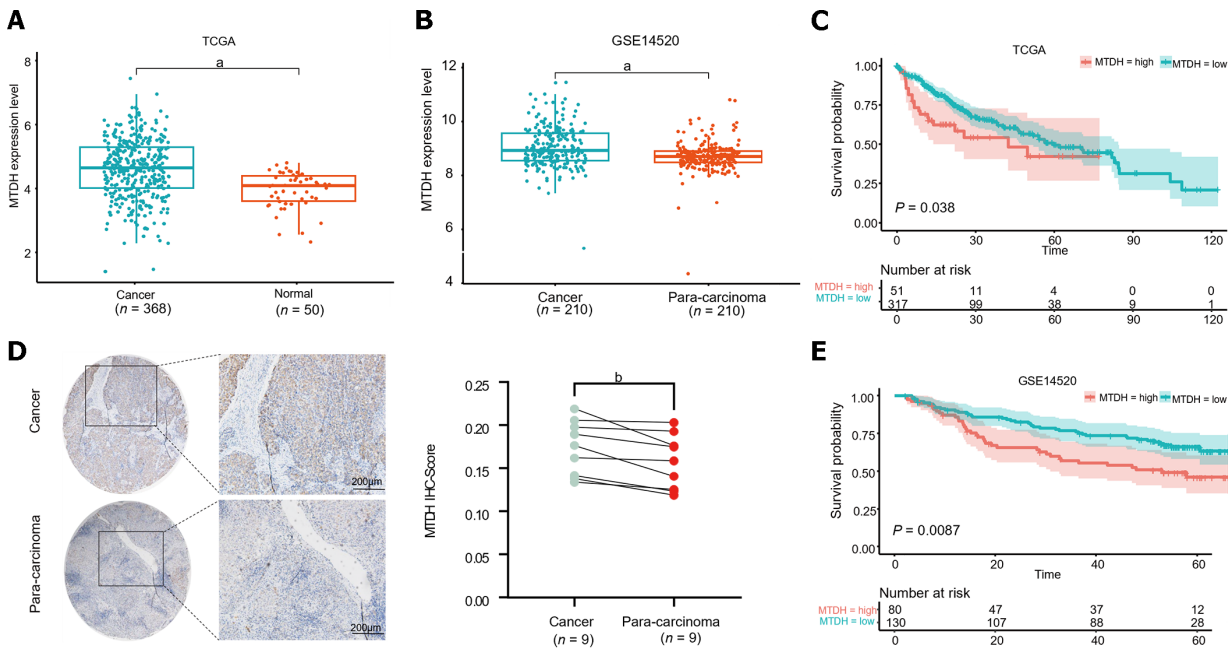 A
TCGA
MTDH expression level
a
8
6
4
2
Cancer
(n = 368)
Normal
(n = 50)
B
GSE14520
MTDH expression level
a
12
10
8
6
4
Cancer
(n = 210)
Para-carcinoma
(n = 210)
C
TCGA
MTDH = high MTDH = low
Survival probability
1.00
0.75
0.50
0.25
0.00
P = 0.038
0 30 60 90 120
Time
Number at risk
MTDH = high 51 11 4 0 0
MTDH = low 317 99 38 9 1
0 30 60 90 120
D
Cancer
200μm
Para-carcinoma
200μm
MTDH IHC-Score
b
0.25
0.20
0.15
0.10
0.05
0.00
Cancer
(n = 9)
Para-carcinoma
(n = 9)
E
GSE14520
MTDH = high MTDH = low
Survival probability
1.00
0.75
0.50
0.25
0.00
P = 0.0087
0 20 40 60
Time
Number at risk
MTDH = high 80 47 37 12
MTDH = low 130 107 88 28
0 20 40 60